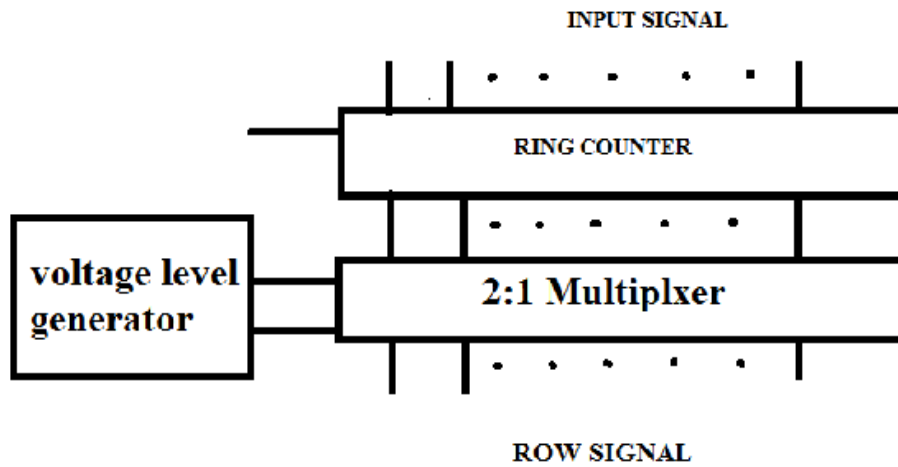 INPUT SIGNAL
RING COUNTER
voltage level
generator
2:1 Multiplxer
ROW SIGNAL